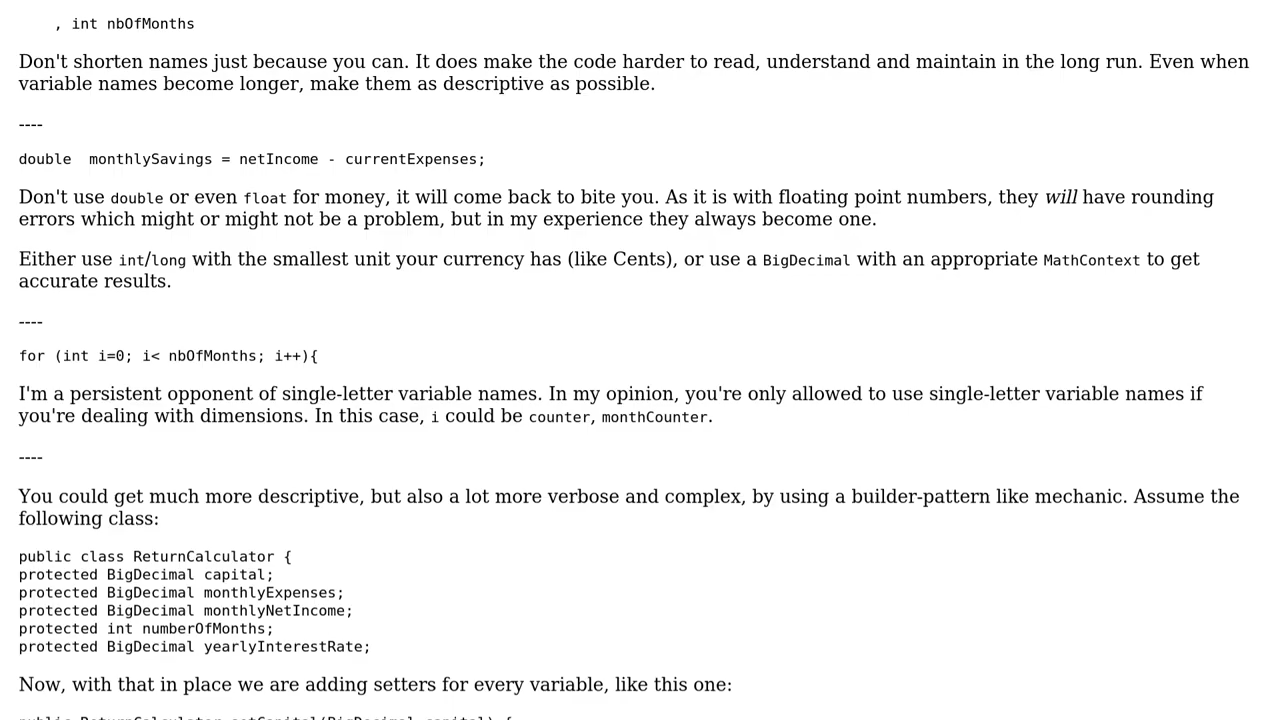 , int nbOfMonths
Don't shorten names just because you can. It does make the code harder to read, understand and maintain in the long run. Even when
variable names become longer, make them as descriptive as possible.
----
double  monthlySavings = netIncome - currentExpenses;
Don't use double or even float for money, it will come back to bite you. As it is with floating point numbers, they will have rounding
errors which might or might not be a problem, but in my experience they always become one.
Either use int/long with the smallest unit your currency has (like Cents), or use a BigDecimal with an appropriate MathContext to get
accurate results.
----
for (int i=0; i< nbOfMonths; i++){
I'm a persistent opponent of single-letter variable names. In my opinion, you're only allowed to use single-letter variable names if
you're dealing with dimensions. In this case, i could be counter, monthCounter.
----
You could get much more descriptive, but also a lot more verbose and complex, by using a builder-pattern like mechanic. Assume the
following class:
public class ReturnCalculator {
protected BigDecimal capital;
protected BigDecimal monthlyExpenses;
protected BigDecimal monthlyNetIncome;
protected int numberOfMonths;
protected BigDecimal yearlyInterestRate;
Now, with that in place we are adding setters for every variable, like this one:
public ReturnCalculator setCapital(BigDecimal capital) {